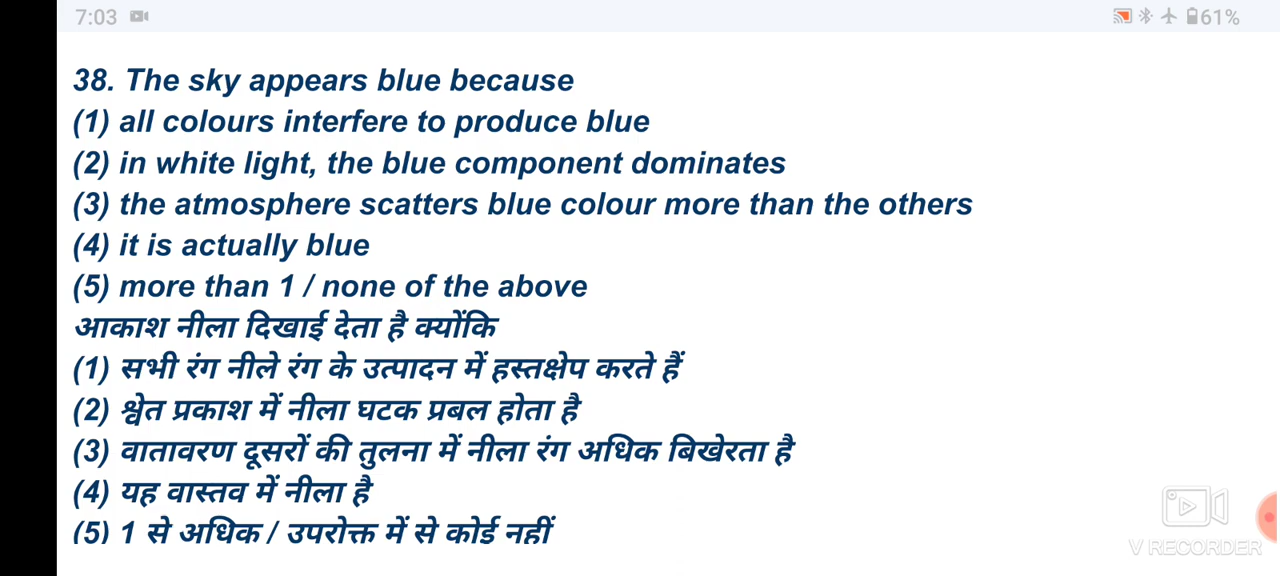 7:03
61%
38. The sky appears blue because
(1) all colours interfere to produce blue
(2) in white light, the blue component dominates
(3) the atmosphere scatters blue colour more than the others
(4) it is actually blue
(5) more than 1 / none of the above
आकाश नीला दिखाई देता है क्योंकि
(1) सभी रंग नीले रंग के उत्पादन में हस्तक्षेप करते हैं
(2) श्वेत प्रकाश में नीला घटक प्रबल होता है
(3) वातावरण दूसरों की तुलना में नीला रंग अधिक बिखेरता है
(4) यह वास्तव में नीला है
(5) 1 से अधिक / उपरोक्त में से कोई नहीं
V RECORDER